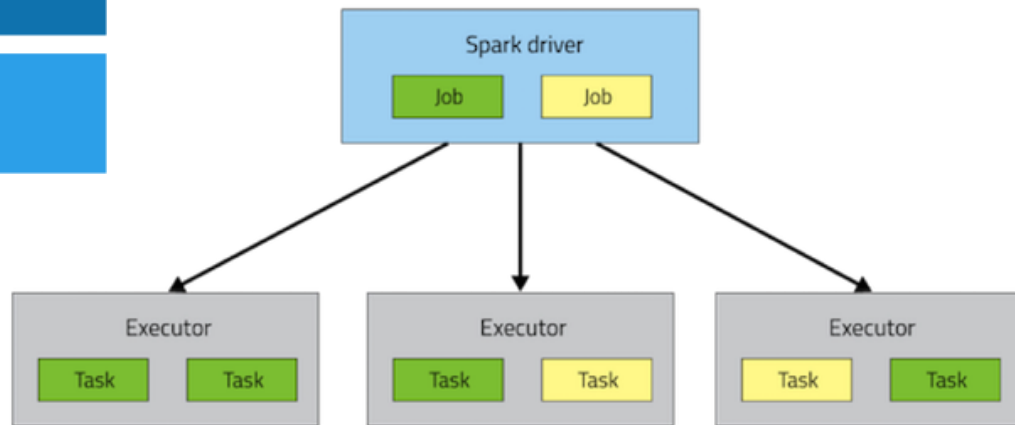 Spark driver
Job Job
Executor Executor Executor
Task Task Task Task Task Task